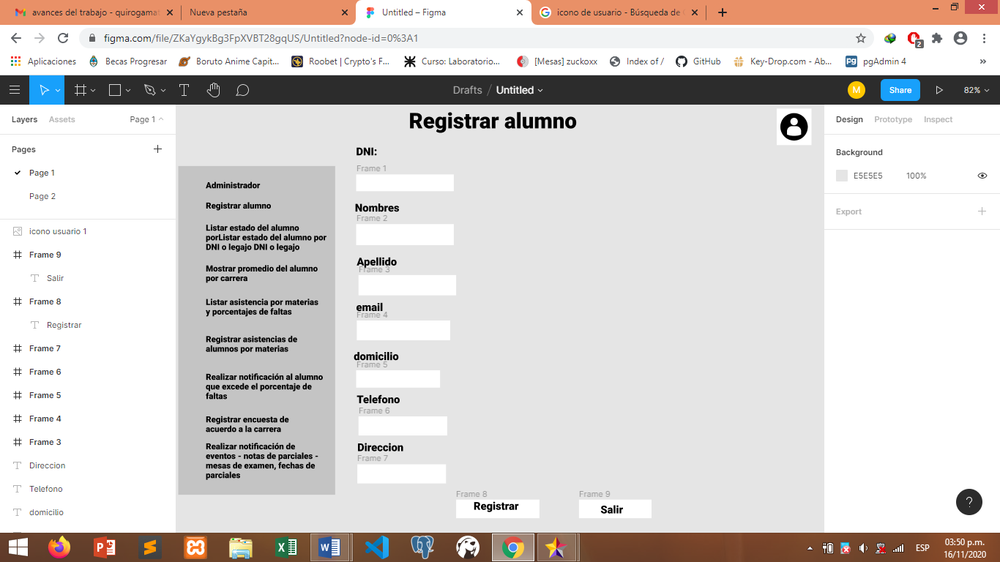 avances del trabajo - quirogamat
Nueva pestaña
Untitled – Figma
icono de usuario - Búsqueda de
figma.com/file/ZKaYgykBg3FpXVBT28gqUS/Untitled?node-id=0%3A1
2
Aplicaciones
Becas Progresar
Boruto Anime Capit...
Roobet | Crypto's F...
Curso: Laboratorio...
[Mesas] zuckoxx
Index of /
GitHub
Key-Drop.com - Ab...
Pg
pgAdmin 4
»
Drafts / Untitled
M
Share
82%
Layers
Assets
Page 1
Pages
Page 1
Page 2
icono usuario 1
Frame 9
Salir
Frame 8
Registrar
Frame 7
Frame 6
Frame 5
Frame 4
Frame 3
Direccion
Telefono
domicilio
Registrar alumno
Administrador
Registrar alumno
Listar estado del alumno
porListar estado del alumno por
DNI o legajo DNI o legajo
Mostrar promedio del alumno
por carrera
Listar asistencia por materias
y porcentajes de faltas
Registrar asistencias de
alumnos por materias
Realizar notificación al alumno
que excede el porcentaje de
faltas
Registrar encuesta de
acuerdo a la carrera
Realizar notificación de
eventos - notas de parciales -
mesas de examen, fechas de
parciales
DNI:
Frame 1
Nombres
Frame 2
Apellido
Frame 3
email
Frame 4
domicilio
Frame 5
Telefono
Frame 6
Direccion
Frame 7
Frame 8
Registrar
Frame 9
Salir
Design
Prototype
Inspect
Background
E5E5E5
100%
Export
?
ESP
03:50 p.m.
16/11/2020